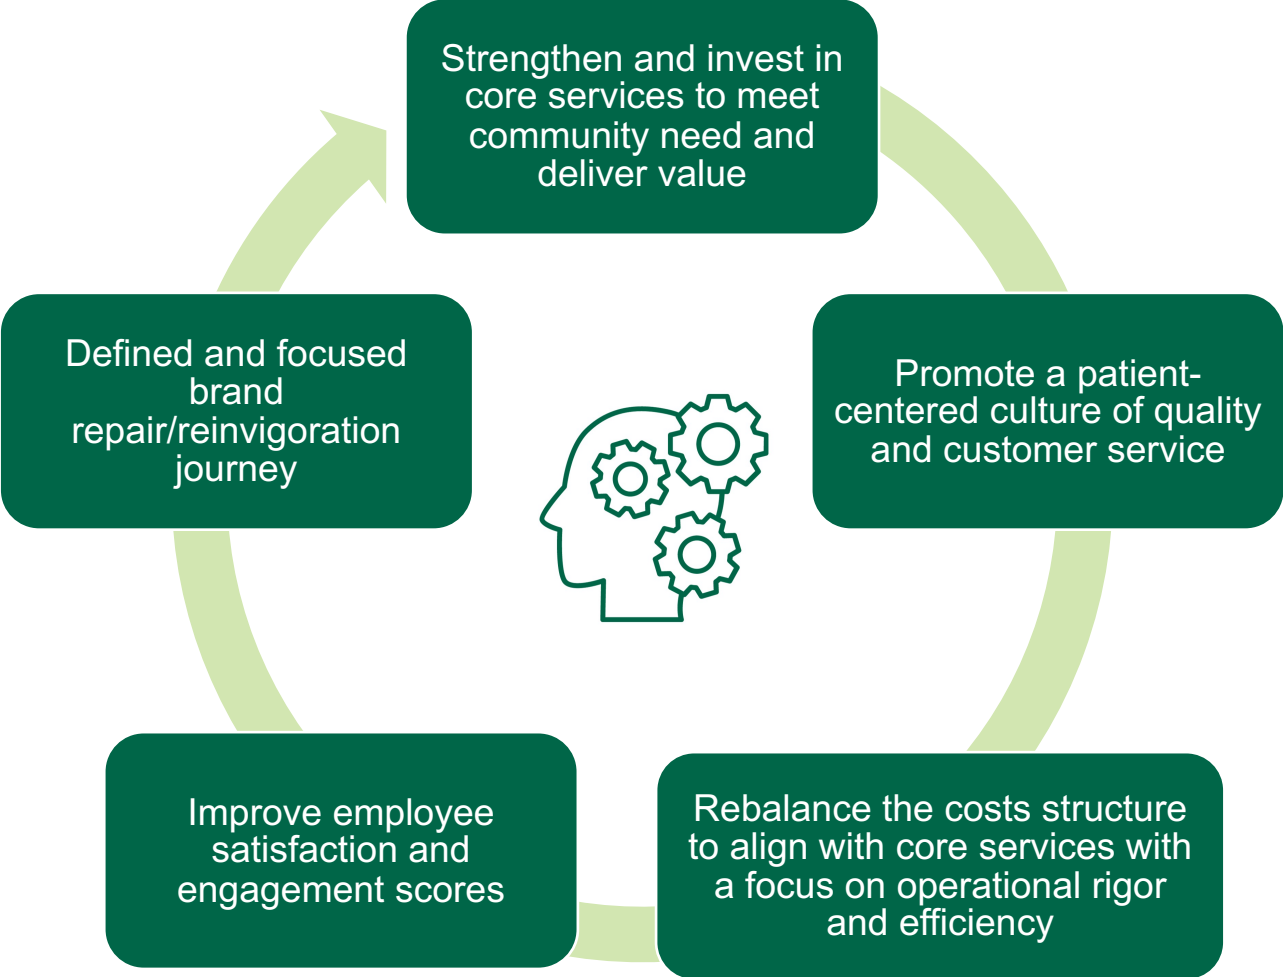 Strengthen and invest in
core services to meet
community need and
deliver value
Promote a patient-
centered culture of quality
and customer service
Rebalance the costs structure
to align with core services with
a focus on operational rigor
and efficiency
Improve employee
satisfaction and
engagement scores
Defined and focused
brand
repair/reinvigoration
journey